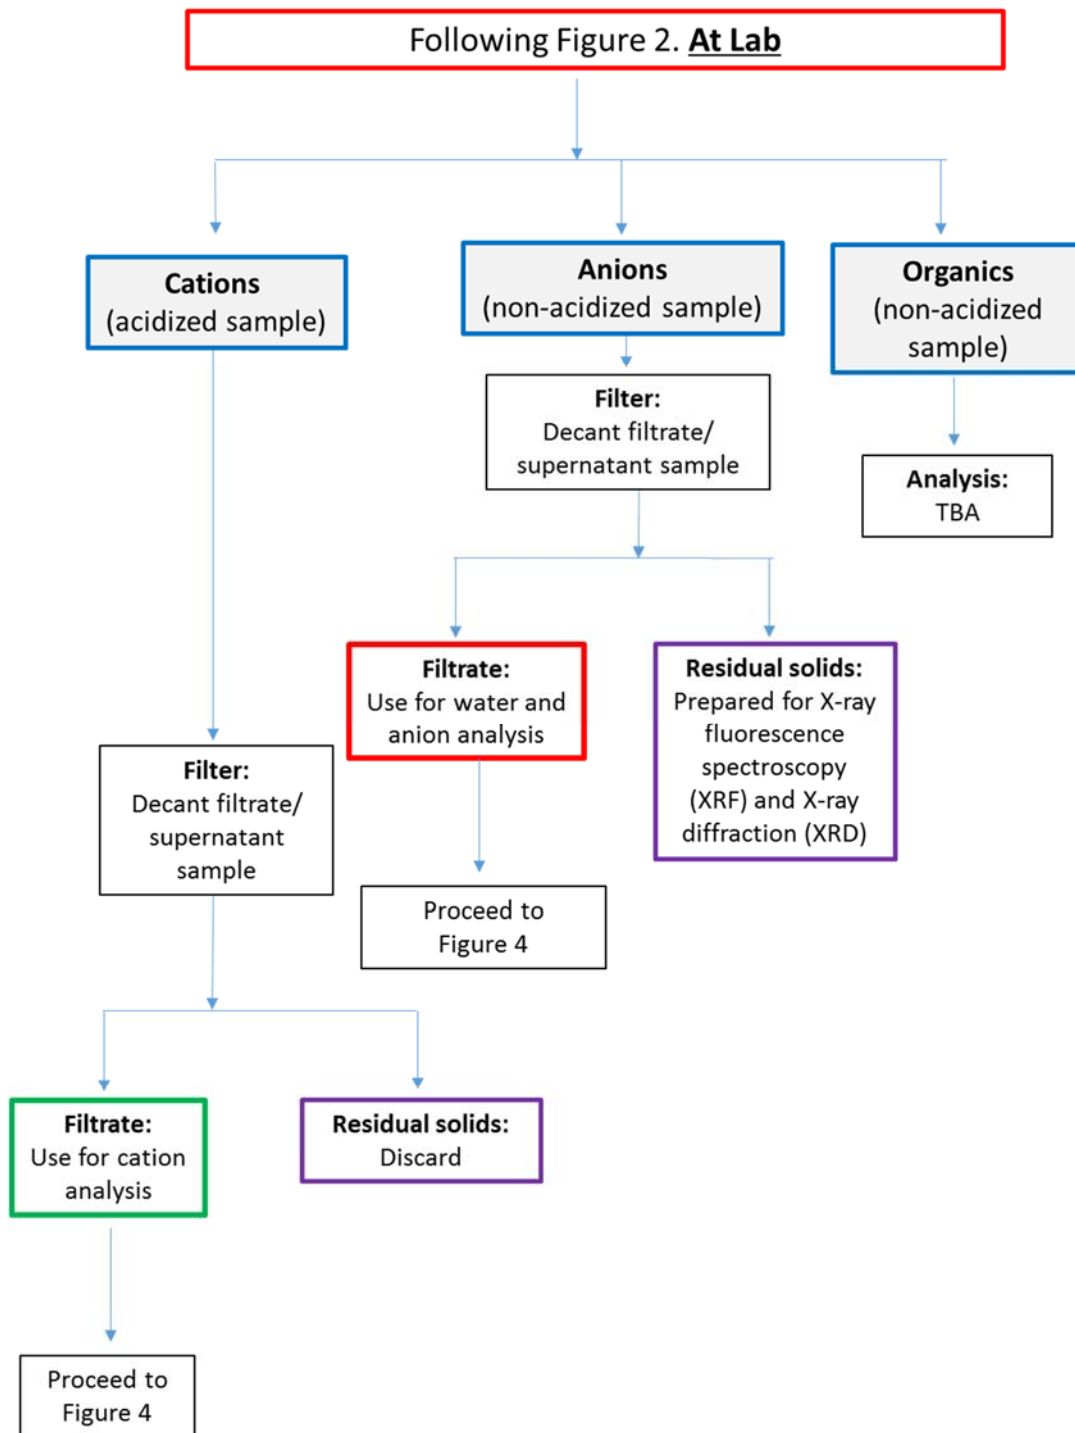 Following Figure 2. At Lab
Cations
(acidized sample)
Anions
(non-acidized sample)
Organics
(non-acidized
sample)
Filter:
Decant filtrate/
supernatant sample
Analysis:
TBA
Filtrate:
Use for water and
anion analysis
Residual solids:
Prepared for X-ray
fluorescence
spectroscopy
(XRF) and X-ray
diffraction (XRD)
Filter:
Decant filtrate/
supernatant
sample
Proceed to
Figure 4
Filtrate:
Use for cation
analysis
Residual solids:
Discard
Proceed to
Figure 4